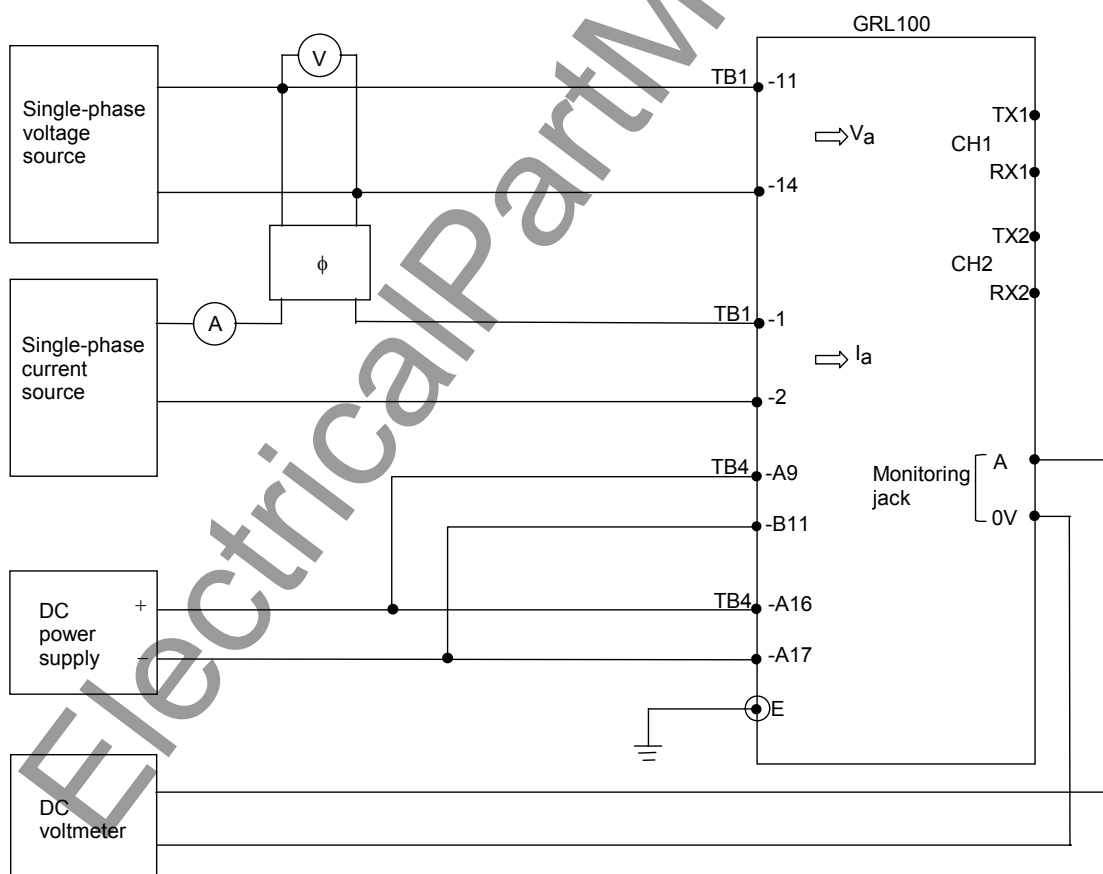 GRL100
V
TB1 -11
Single-phase
voltage
source
Va
TX1
CH1
RX1
-14
TX2
CH2
RX2
ϕ
A
TB1 -1
Single-phase
current
source
Ia
-2
TB4 -A9
Monitoring
jack
A
0V
-B11
DC
power
supply
+
−
TB4 -A16
-A17
E
DC
voltmeter
ElectricalPartM